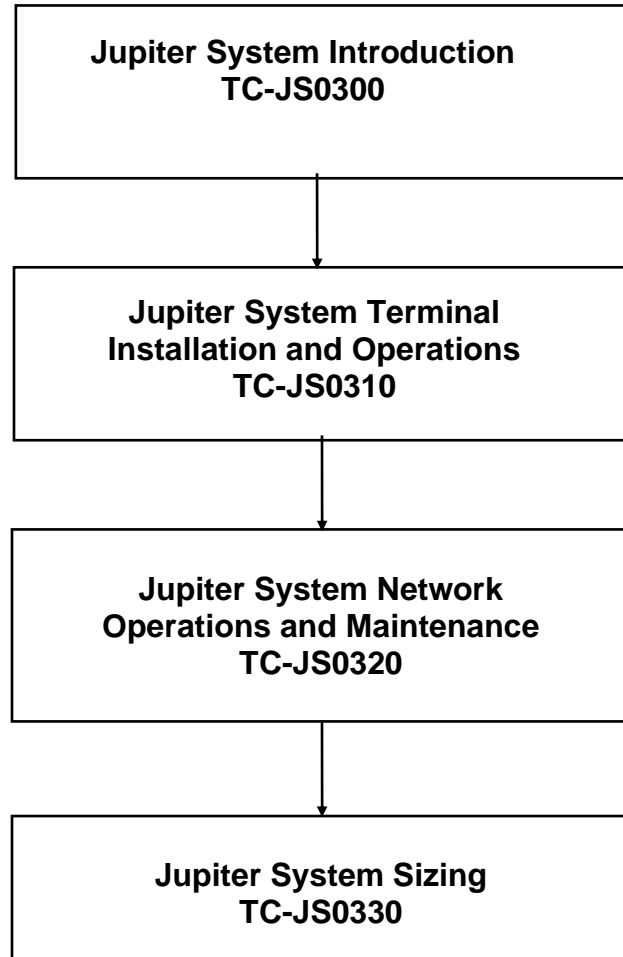 Jupiter System Introduction
TC-JS0300
Jupiter System Terminal
Installation and Operations
TC-JS0310
Jupiter System Network
Operations and Maintenance
TC-JS0320
Jupiter System Sizing
TC-JS0330